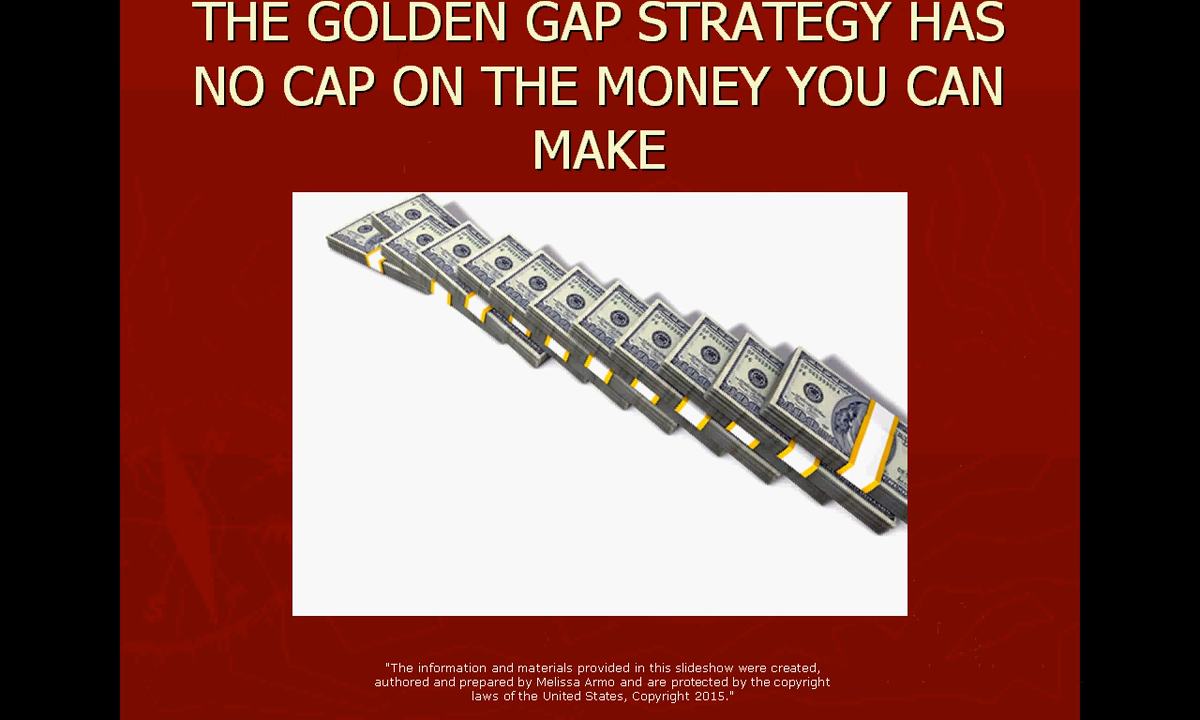 THE GOLDEN GAP STRATEGY HAS
NO CAP ON THE MONEY YOU CAN
MAKE
"The information and materials provided in this slideshow were created,
authored and prepared by Melissa Armo and are protected by the copyright
laws of the United States, Copyright 2015."